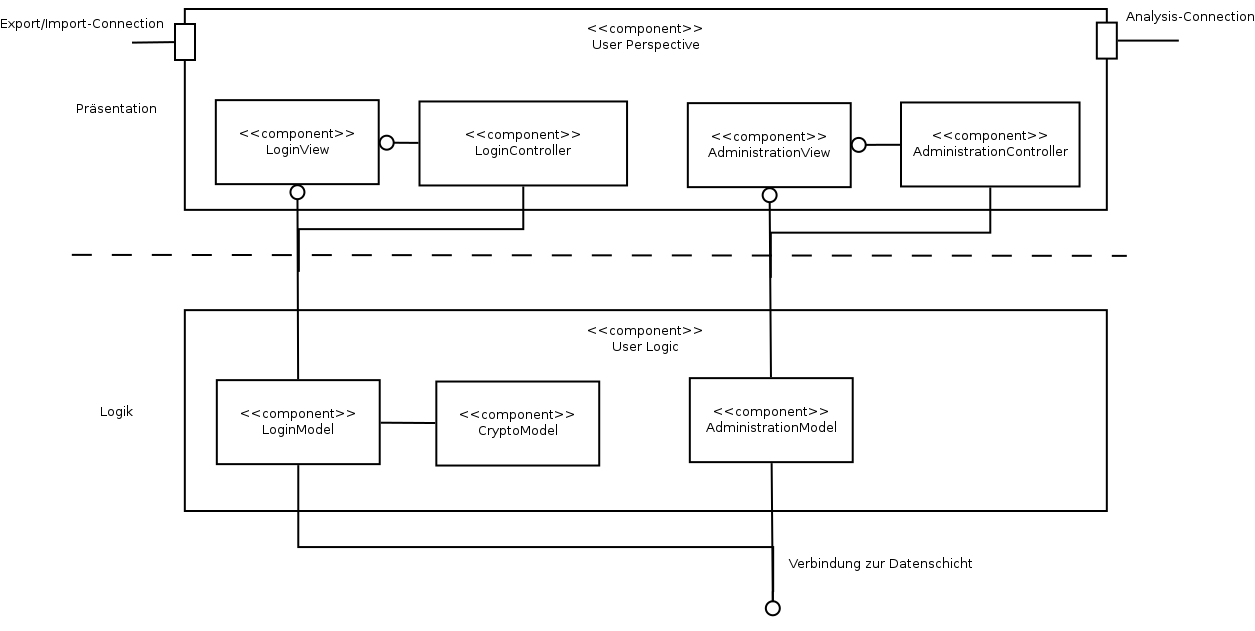 Export/Import-Connection
Analysis-Connection
<<component>>
User Perspective
Präsentation
<<component>>
LoginView
<<component>>
LoginController
<<component>>
AdministrationView
<<component>>
AdministrationController
<<component>>
User Logic
Logik
<<component>>
LoginModel
<<component>>
CryptoModel
<<component>>
AdministrationModel
Verbindung zur Datenschicht